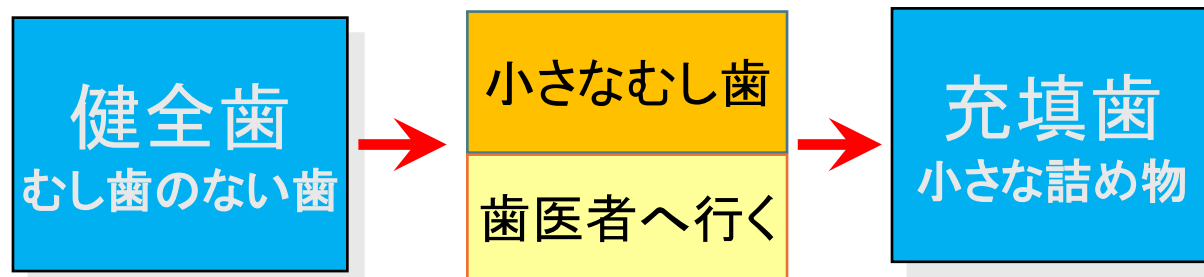 健全歯
むし歯のない歯
小さなむし歯
歯医者へ行く
充填歯
小さな詰め物